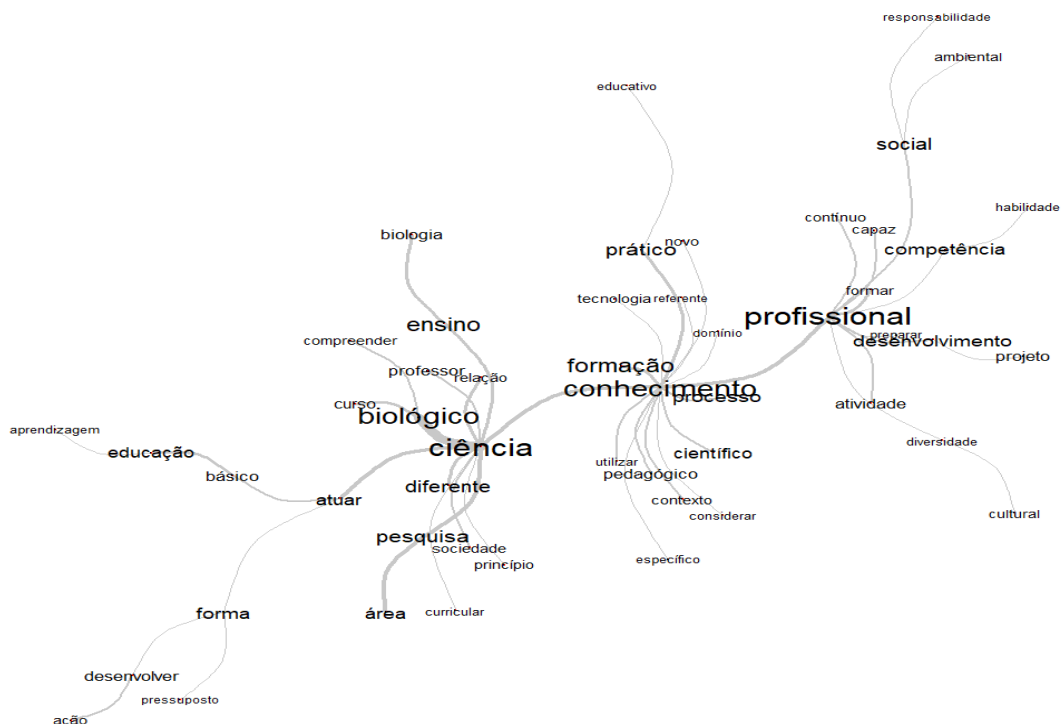 responsabilidade
ambiental
educativo
social
habilidade
contínuo
capaz
biologia
novo
prático
competência
formar
tecnologia
referente
profissional
ensino
domínio
preparar
compreender
desenvolvimento
projeto
formação
professor
relação
conhecimento
processo
curso
atividade
biológico
aprendizagem
diversidade
ciência
educação
científico
utilizar
básico
pedagógico
diferente
atuar
contexto
cultural
considerar
pesquisa
sociedade
específico
princípio
área
curricular
forma
desenvolver
pressuposto
ação